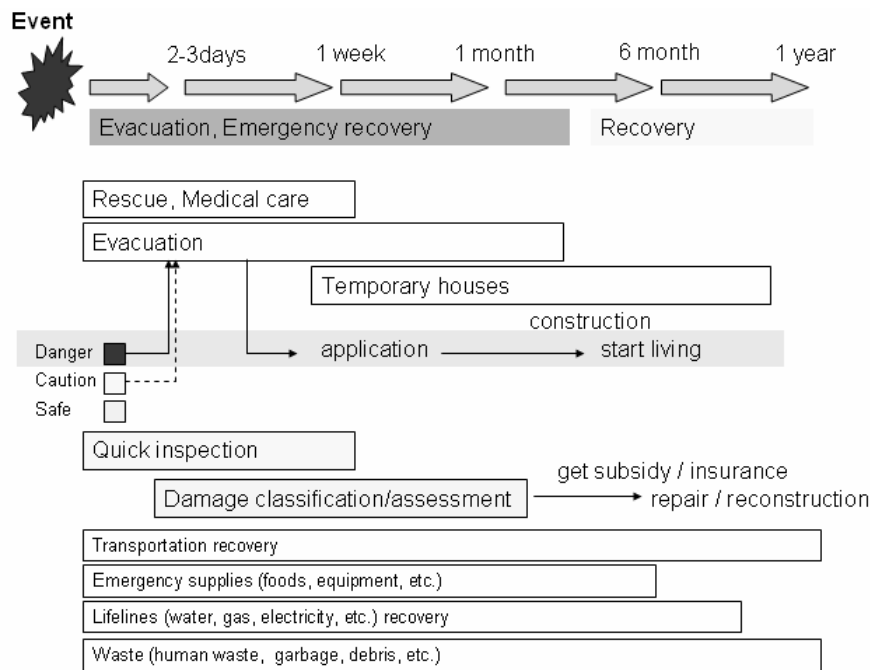 Event
2-3days
1 week
1 month
6 month
1 year
Evacuation, Emergency recovery
Recovery
Rescue, Medical care
Evacuation
Temporary houses
construction
Danger
application
start living
Caution
Safe
Quick inspection
get subsidy / insurance
Damage classification/assessment
repair / reconstruction
Transportation recovery
Emergency supplies (foods, equipment, etc.)
Lifelines (water, gas, electricity, etc.) recovery
Waste (human waste, garbage, debris, etc.)